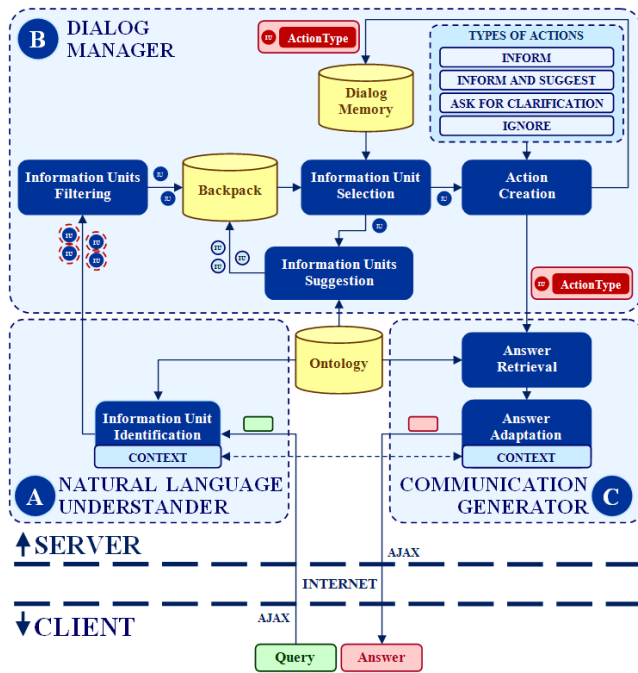 B
DIALOG
MANAGER
IU
ActionType
TYPES OF ACTIONS
INFORM
INFORM AND SUGGEST
ASK FOR CLARIFICATION
IGNORE
Dialog
Memory
Information Units
Filtering
IU
IU
Backpack
Information Unit
Selection
IU
Action
Creation
IU
IU
IU
IU
IU
IU
IU
Information Units
Suggestion
IU
ActionType
Ontology
Answer
Retrieval
Information Unit
Identification
CONTEXT
Answer
Adaptation
CONTEXT
A
NATURAL LANGUAGE
UNDERSTANDER
COMMUNICATION
GENERATOR
C
SERVER
AJAX
INTERNET
CLIENT
AJAX
Query
Answer